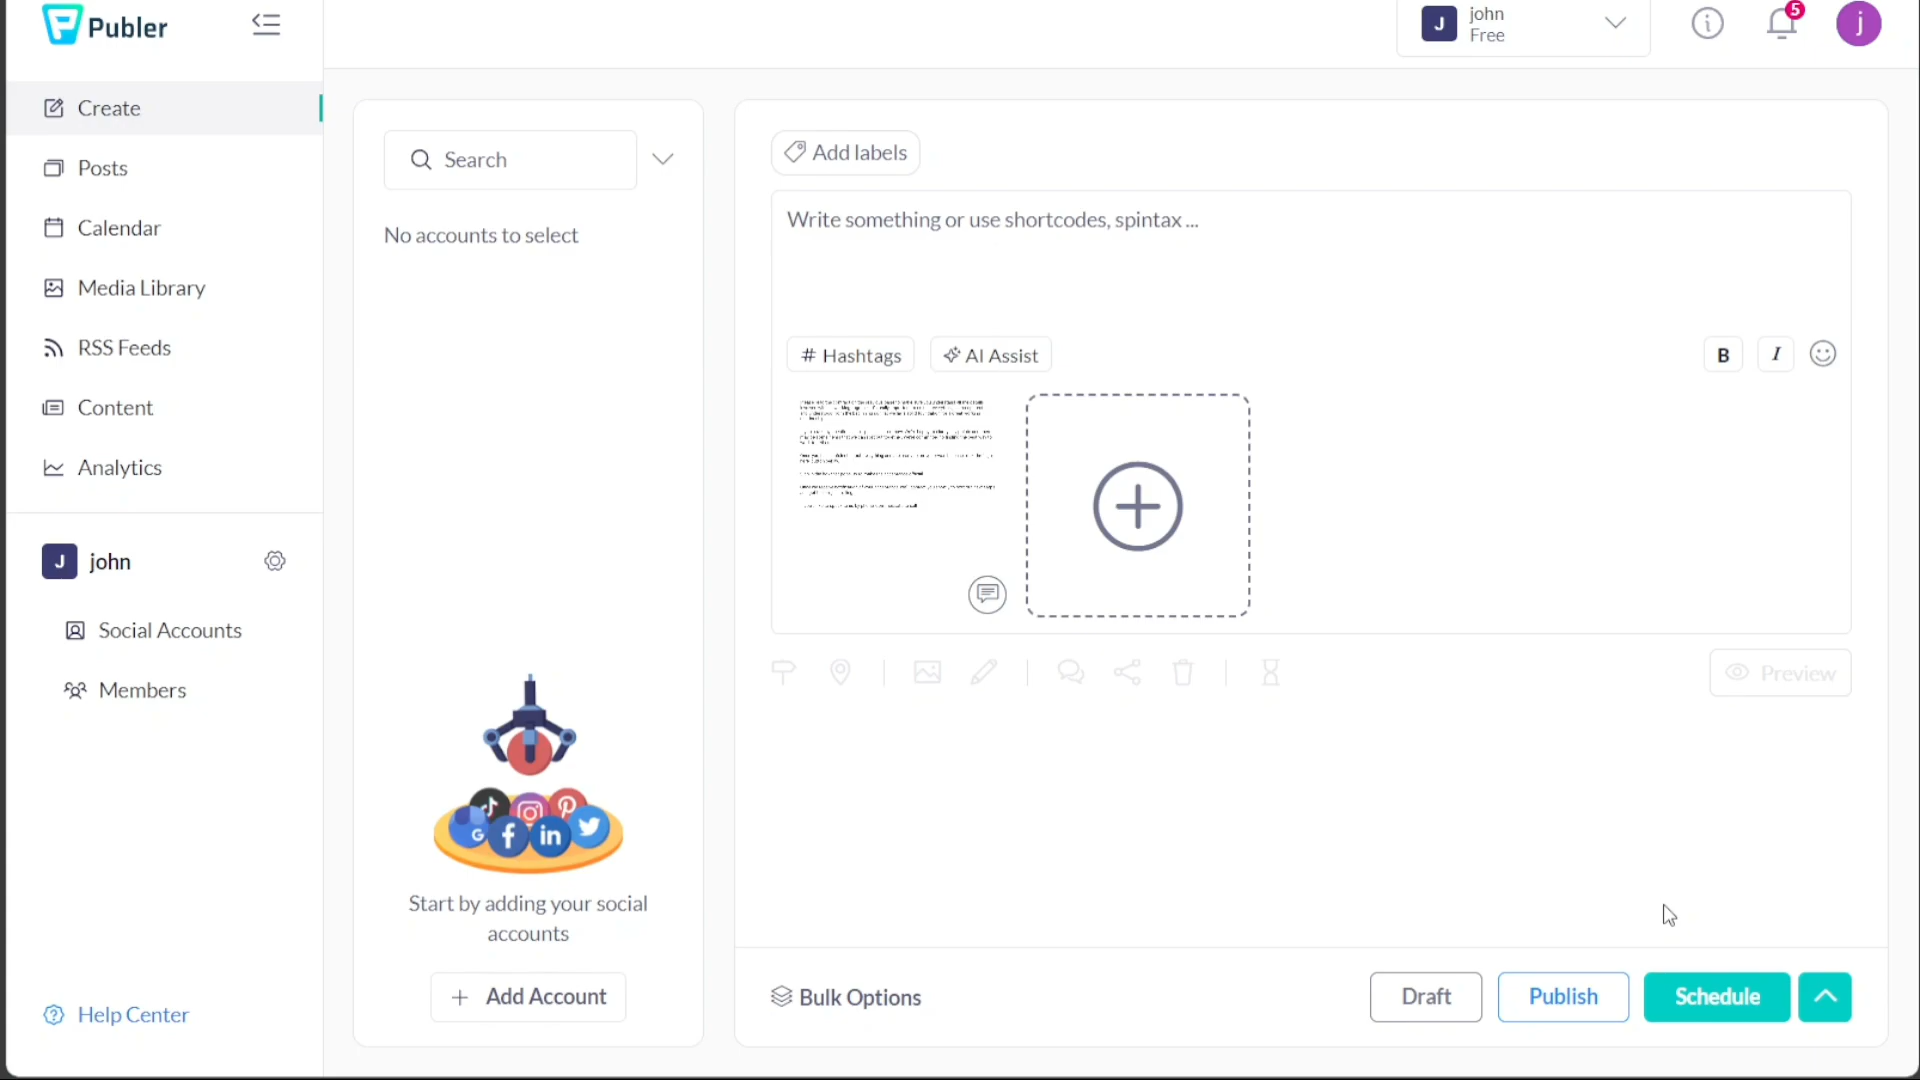 Publer
john
Free
5
j
J
Create
Posts
Calendar
Media Library
RSS Feeds
Content
Analytics
J
john
Social Accounts
Members
Help Center
Search
No accounts to select
Start by adding your social
accounts
+ Add Account
Add labels
Write something or use shortcodes, spintax ...
# Hashtags
AI Assist
B
I
Preview
Bulk Options
Draft
Publish
Schedule